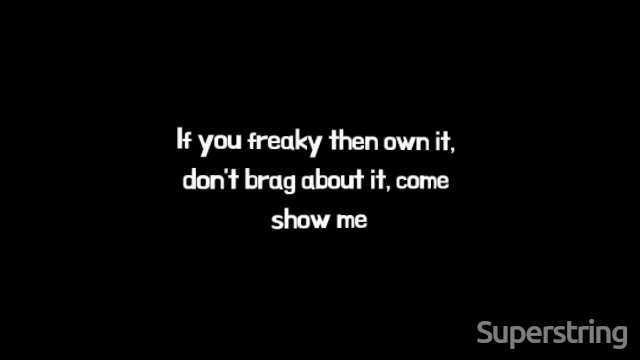 If you freaky then own it,
don't brag about it, come
show me
Superstring